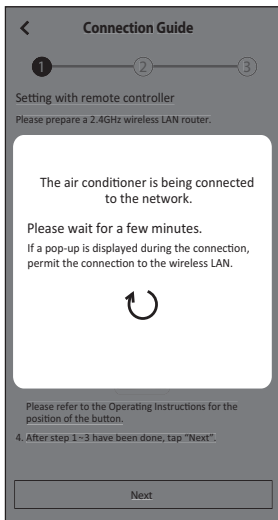 Connection Guide
1 2 3
Setting with remote controller
Please prepare a 2.4GHz wireless LAN router.
The air conditioner is being connected
to the network.
Please wait for a few minutes.
If a pop-up is displayed during the connection,
permit the connection to the wireless LAN.
Please refer to the Operating Instructions for the
position of the button.
4. After step 1~3 have been done, tap "Next".
Next